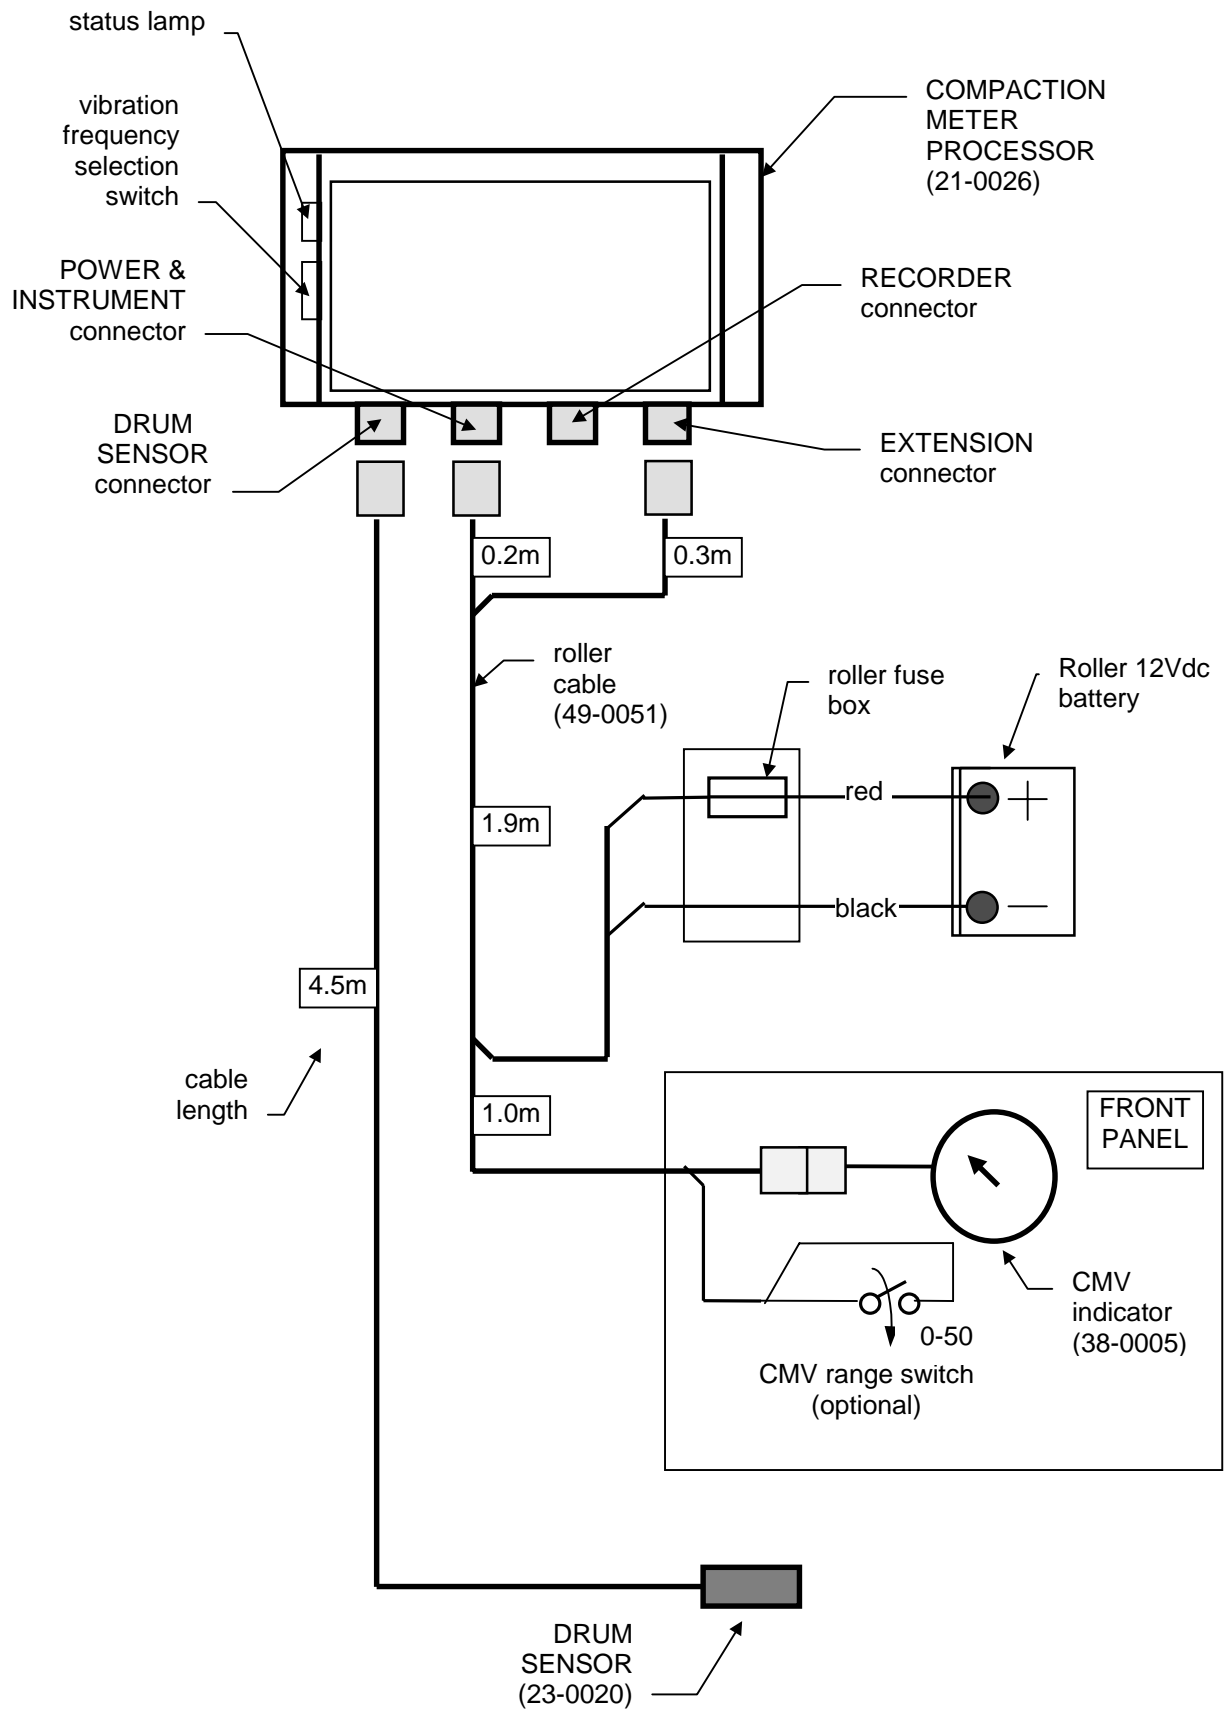 status lamp
vibration
frequency
selection
switch
COMPACTION
METER
PROCESSOR
(21-0026)
POWER &
INSTRUMENT
connector
RECORDER
connector
DRUM
SENSOR
connector
EXTENSION
connector
0.2m
0.3m
roller
cable
(49-0051)
roller fuse
box
Roller 12Vdc
battery
red
1.9m
black
4.5m
cable
length
1.0m
FRONT
PANEL
CMV
indicator
(38-0005)
0-50
CMV range switch
(optional)
DRUM
SENSOR
(23-0020)